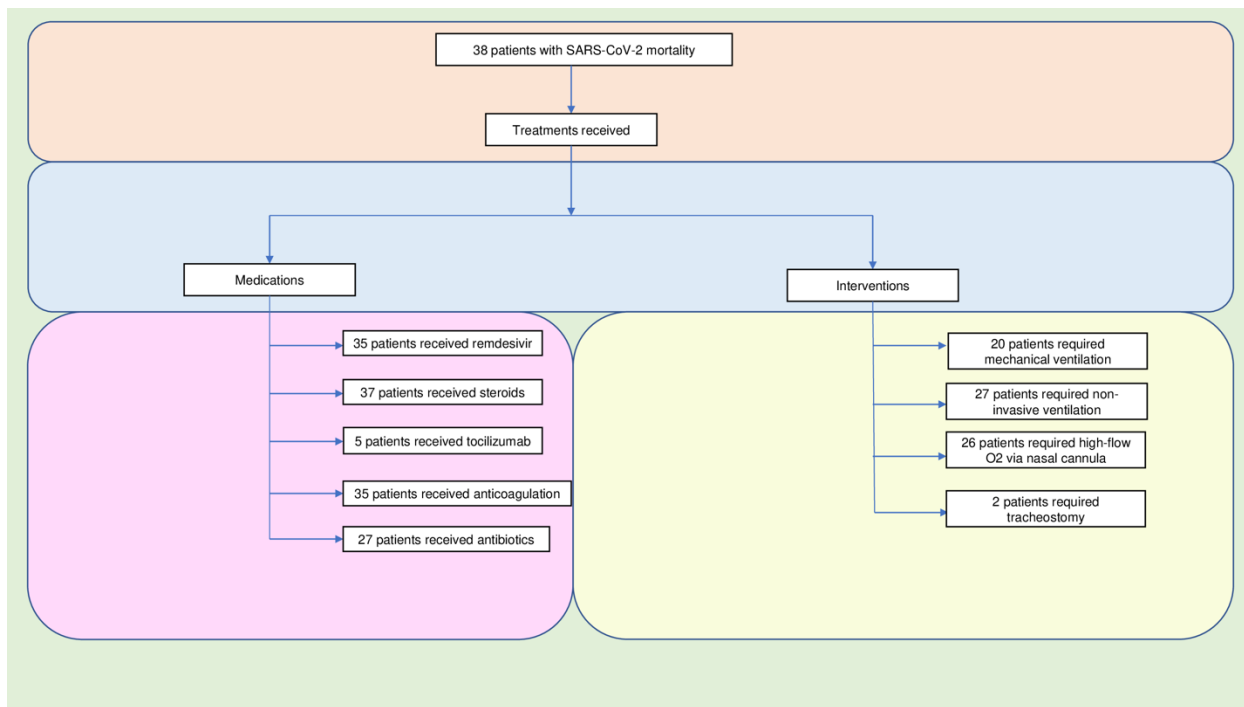 38 patients with SARS-CoV-2 mortality
Treatments received
Medications
35 patients received remdesivir
37 patients received steroids
5 patients received tocilizumab
35 patients received anticoagulation
27 patients received antibiotics
Interventions
20 patients required
mechanical ventilation
27 patients required non-
invasive ventilation
26 patients required high-flow
O2 via nasal cannula
2 patients required
tracheostomy